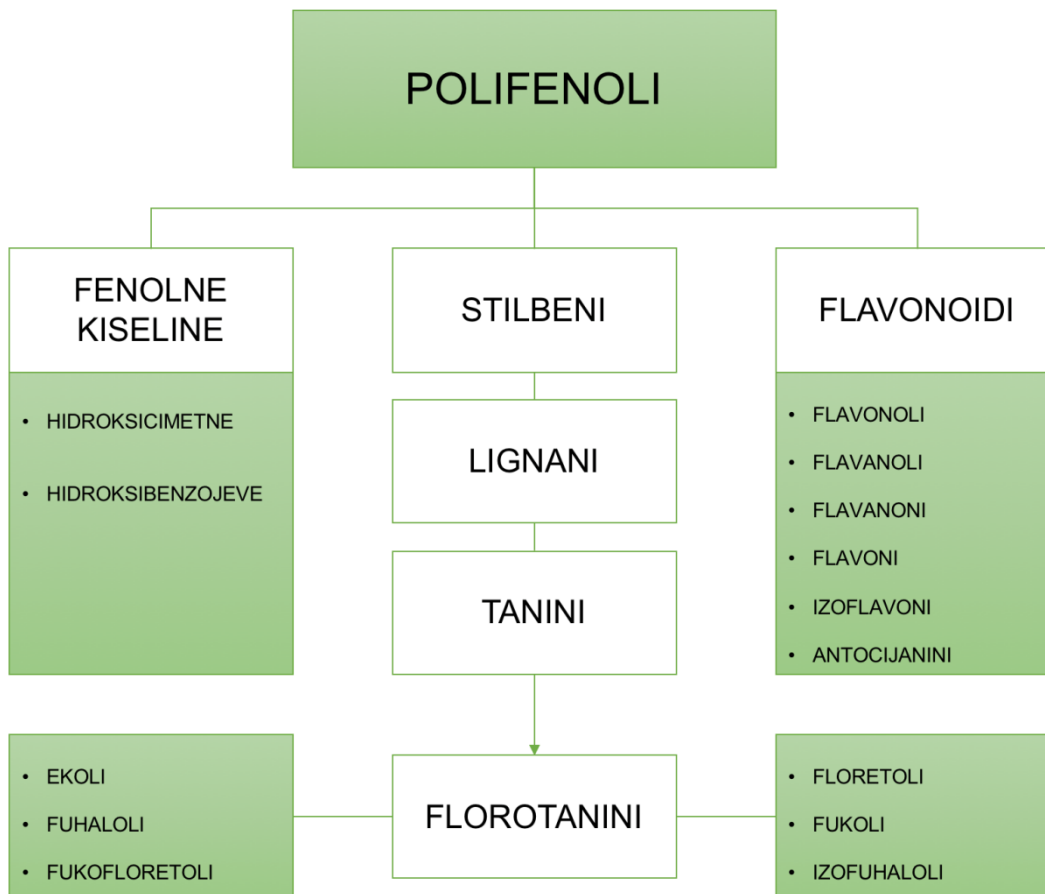 POLIFENOLI
FENOLNE
KISELINE
• HIDROKSICIMETNE
• HIDROKSIBENZOJEVE
STILBENI
LIGNANI
TANINI
FLAVONOIDI
• FLAVONOLI
• FLAVANOLI
• FLAVANONI
• FLAVONI
• IZOFLAVONI
• ANTOCIJANINI
• EKOLI
• FUHALOLI
• FUKOFLORETOLI
FLOROTANINI
• FLORETOLI
• FUKOLI
• IZOFUHALOLI